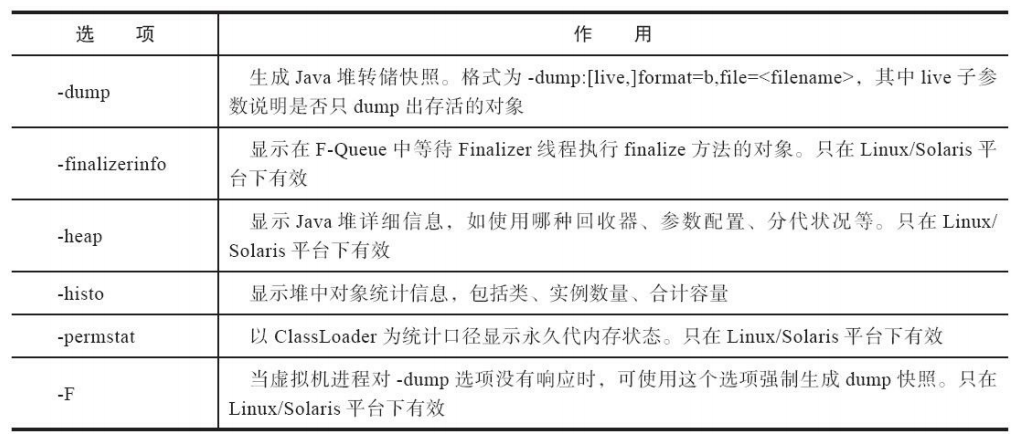 选 项 作 用
-dump 生成 Java 堆转储快照。格式为 -dump:[live,]format=b,file=<filename>，其中 live 子参
数说明是否只 dump 出存活的对象
-finalizerinfo 显示在 F-Queue 中等待 Finalizer 线程执行 finalize 方法的对象。只在 Linux/Solaris 平
台下有效
-heap 显示 Java 堆详细信息，如使用哪种回收器、参数配置、分代状况等。只在 Linux/
Solaris 平台下有效
-histo 显示堆中对象统计信息，包括类、实例数量、合计容量
-permstat 以 ClassLoader 为统计口径显示永久代内存状态。只在 Linux/Solaris 平台下有效
-F 当虚拟机进程对 -dump 选项没有响应时，可使用这个选项强制生成 dump 快照。只在
Linux/Solaris 平台下有效